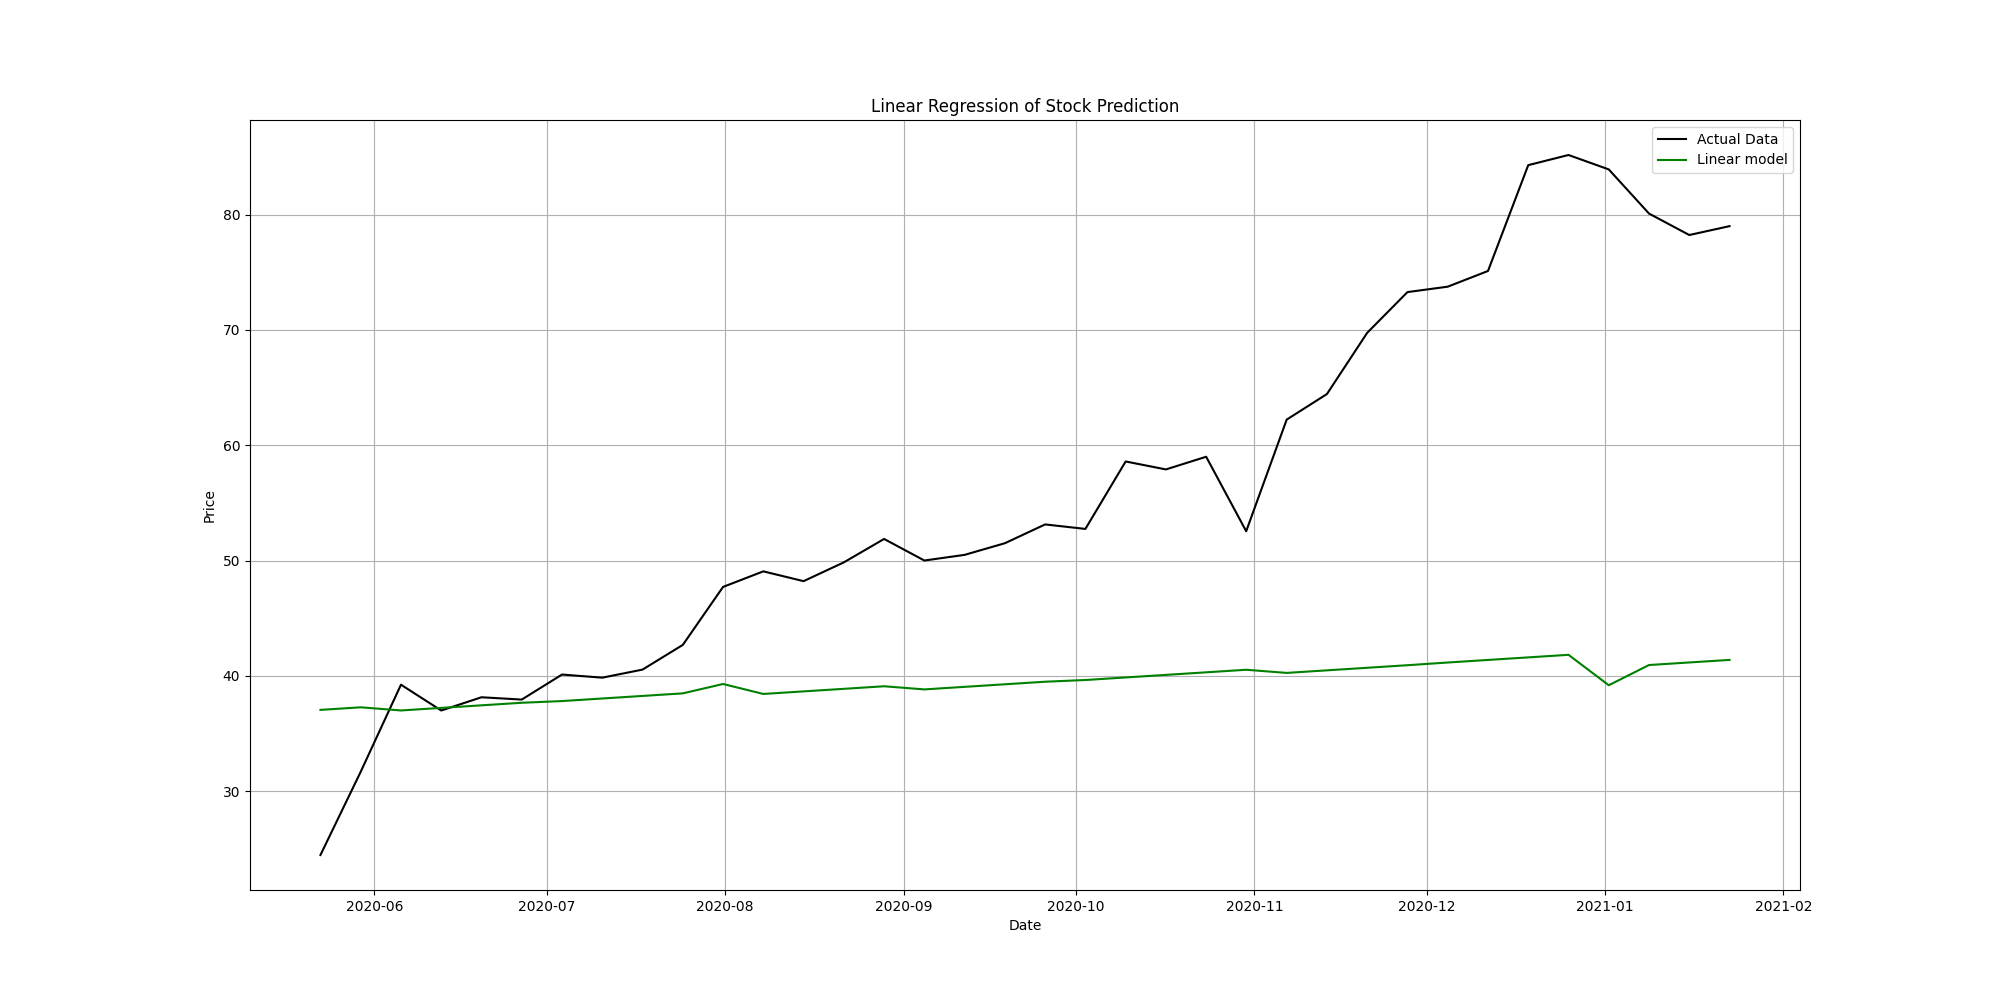 Linear Regression of Stock Prediction
Actual Data
Linear model
80
70
60
50
40
30
Price
2020-06 2020-07 2020-08 2020-09 2020-10 2020-11 2020-12 2021-01 2021-02
Date